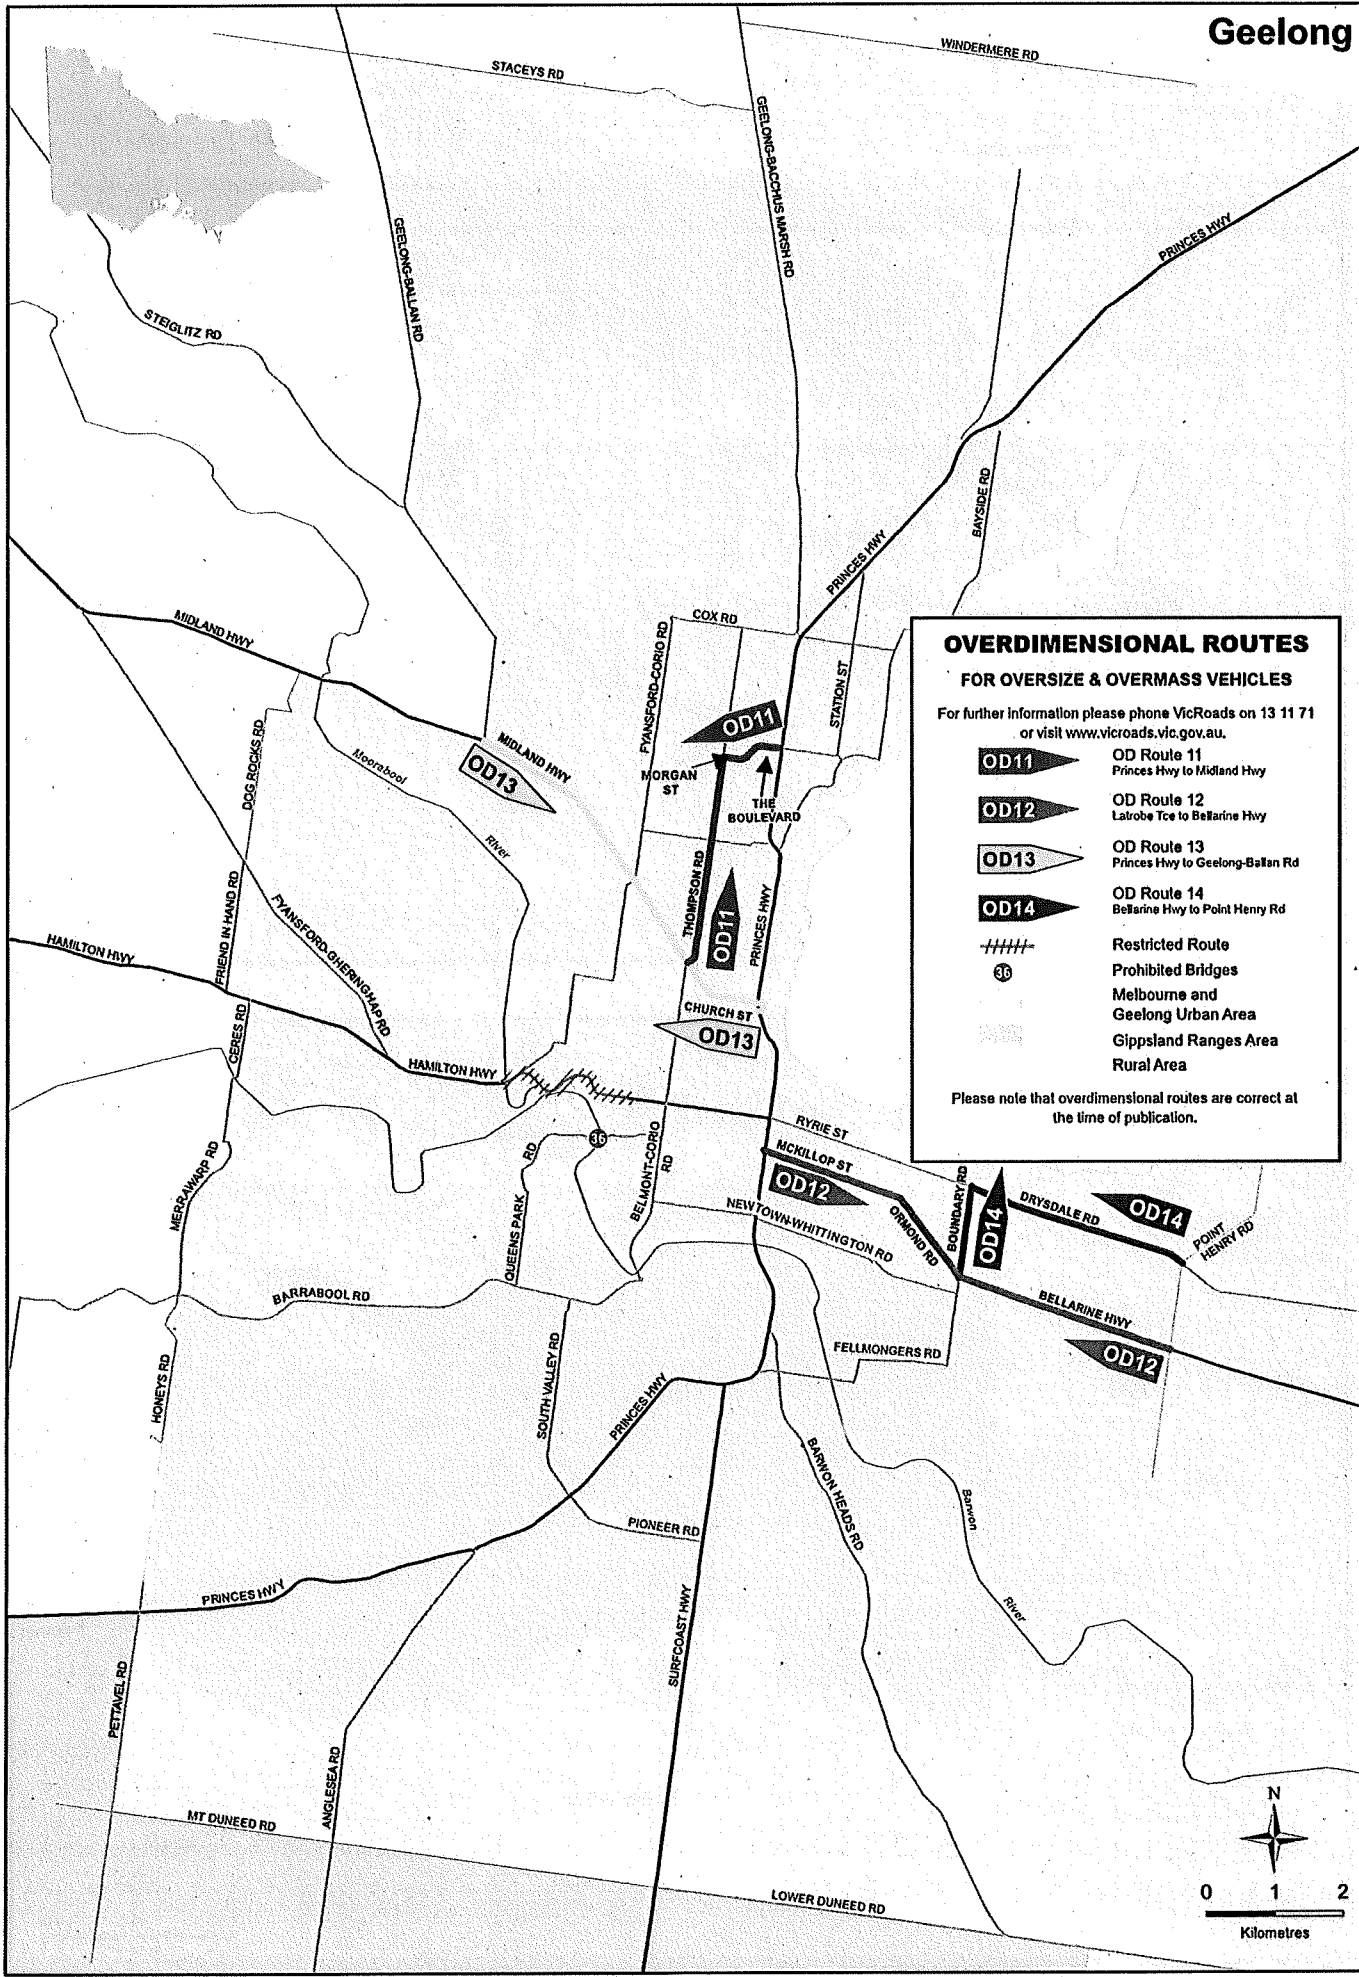 Geelong
WINDERMERE RD
STACEYS RD
GEELONG-BACCHUS MARSH RD
PRINCES HWY
GEELONG-BALLAN RD
STEIGLITZ RD
BAYSIDE RD
PRINCES HWY
MIDLAND HWY
COX RD
FYANSFORD-CORIO RD
STATION ST
OD11
MIDLAND HWY
OD13
MORGAN
ST
THE
BOULEVARD
DOG ROCKS RD
Moorabool
River
THOMPSON RD
OD11
PRINCES HWY
FRIEND IN HAND RD
FYANSFORD-GHERINGHAP RD
HAMILTON HWY
CERES RD
CHURCH ST
OD13
HAMILTON HWY
OVERDIMENSIONAL ROUTES
FOR OVERSIZE & OVERMASS VEHICLES
For further information please phone VicRoads on 13 11 71
or visit www.vicroads.vic.gov.au.
OD11 OD Route 11
Princes Hwy to Midland Hwy
OD12 OD Route 12
Latrobe Tce to Bellarine Hwy
OD13 OD Route 13
Princes Hwy to Geelong-Ballan Rd
OD14 OD Route 14
Bellarine Hwy to Point Henry Rd
Restricted Route
36 Prohibited Bridges
Melbourne and
Geelong Urban Area
Gippsland Ranges Area
Rural Area
Please note that overdimensional routes are correct at
the time of publication.
RYRIE ST
36
MCKILLOP ST
OD12
MERRAWARP RD
QUEENS PARK RD
BELMONT-CORIO
RD
NEWTOWN-WHITTINGTON RD
ORMOND RD
BOUNDARY RD
OD14
DRYSDALE RD
OD14
POINT
HENRY RD
BARRABOOL RD
BELLARINE HWY
OD12
FELLMONGERS RD
HONEYS RD
SOUTH VALLEY RD
PRINCES HWY
BARWON HEADS RD
Barwon
River
PIONEER RD
PRINCES HWY
SURFCOAST HWY
PETTAVEL RD
ANGLESEA RD
MT DUNEED RD
LOWER DUNEED RD
N
0 1 2
Kilometres